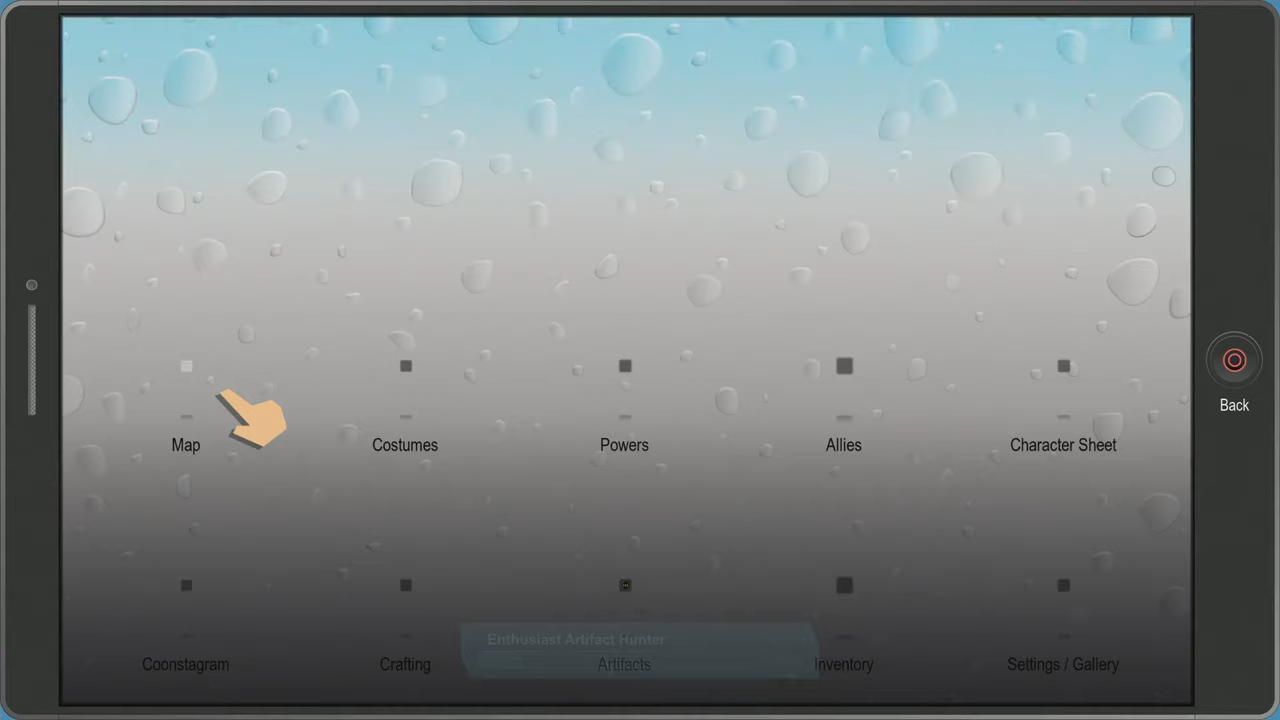 Back
Map
Costumes
Powers
Allies
Character Sheet
Enthusiast Artifact Hunter
Coonstagram
Crafting
Artifacts
Inventory
Settings / Gallery